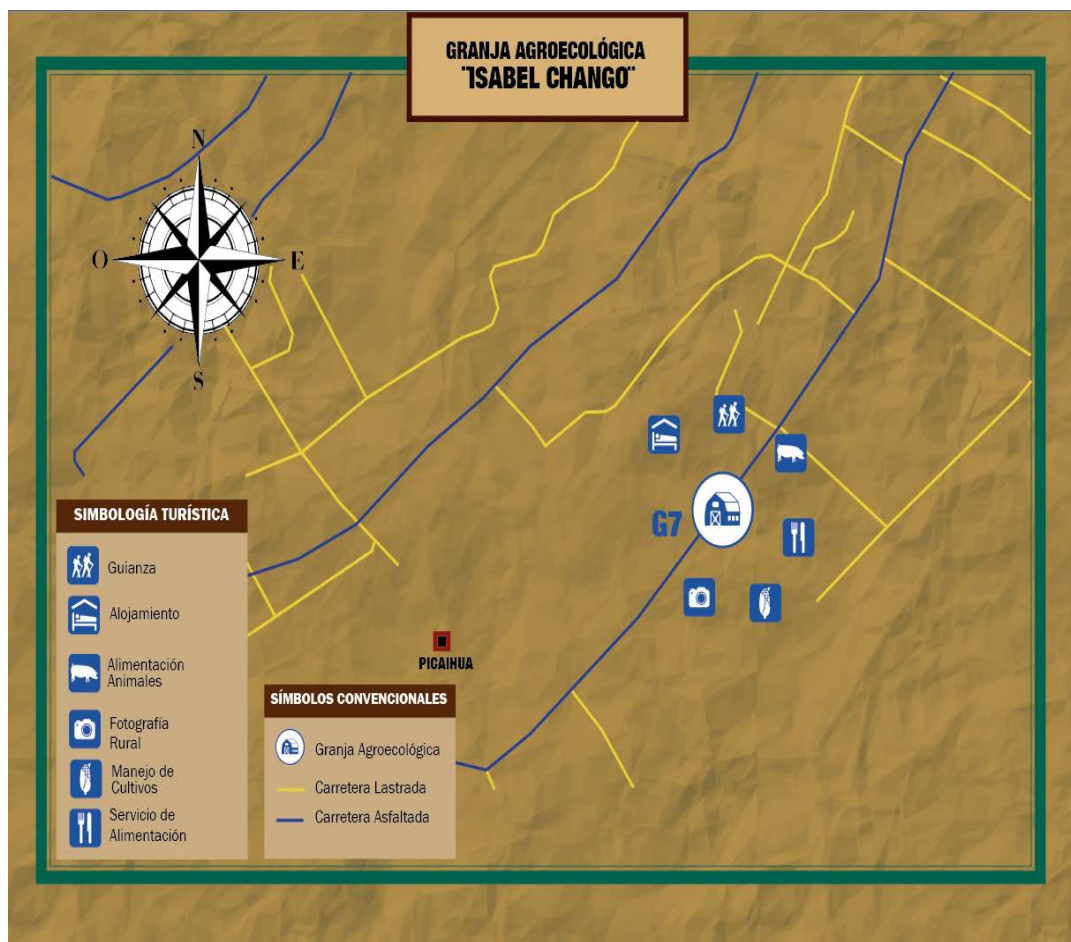 GRANJA AGROECOLÓGICA
¨ISABEL CHANGO¨
N
O
E
S
G7
PICAIHUA
SIMBOLOGÍA TURÍSTICA
Guianza
Alojamiento
Alimentación
Animales
Fotografía
Rural
Manejo de
Cultivos
Servicio de
Alimentación
SÍMBOLOS CONVENCIONALES
Granja Agroecológica
Carretera Lastrada
Carretera Asfaltada